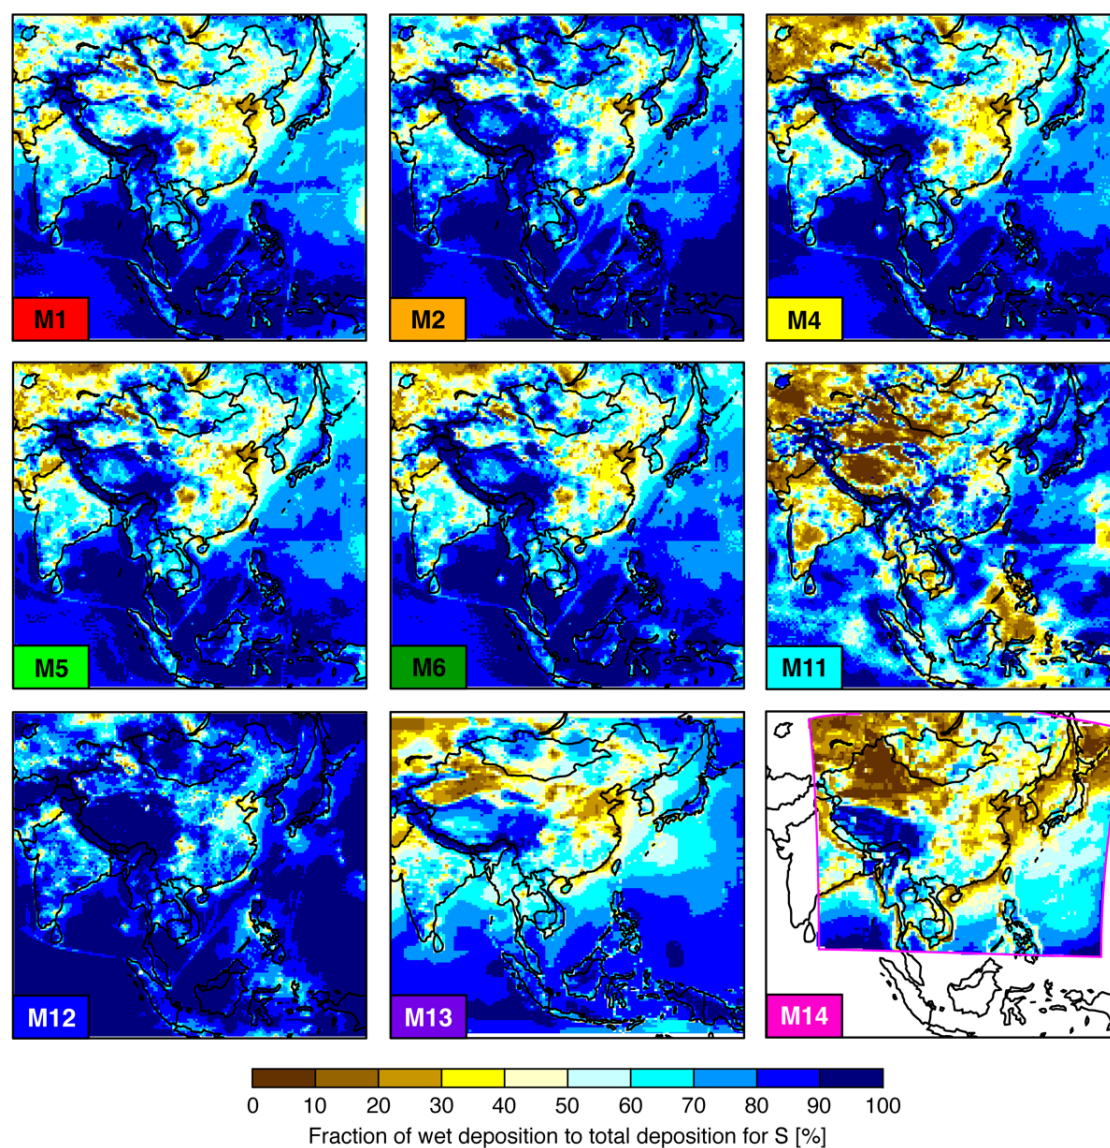 M1
M2
M4
M5
M6
M11
M12
M13
M14
0 10 20 30 40 50 60 70 80 90 100
Fraction of wet deposition to total deposition for S [%]